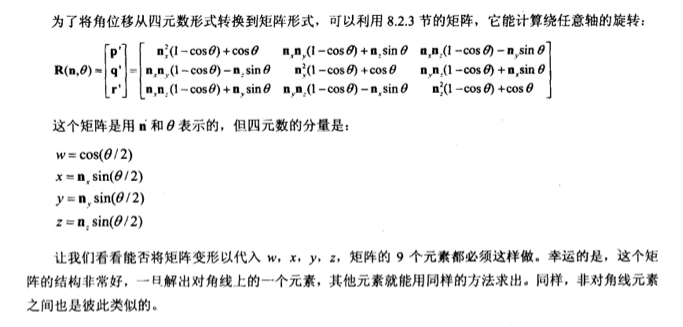 为了将角位移从四元数形式转换到矩阵形式，可以利用 8.2.3 节的矩阵，它能计算绕任意轴的旋转：
R(n,θ)=[p' q' r']=[n_x²(1-cosθ)+cosθ n_xn_y(1-cosθ)+n_z sinθ n_xn_z(1-cosθ)-n_y sinθ
n_xn_y(1-cosθ)-n_z sinθ n_y²(1-cosθ)+cosθ n_yn_z(1-cosθ)+n_x sinθ
n_xn_z(1-cosθ)+n_y sinθ n_yn_z(1-cosθ)-n_x sinθ n_z²(1-cosθ)+cosθ]
这个矩阵是用 n 和 θ 表示的，但四元数的分量是：
w = cos(θ/2)
x = n_x sin(θ/2)
y = n_y sin(θ/2)
z = n_z sin(θ/2)
让我们看看能否将矩阵变形以代入 w，x，y，z，矩阵的 9 个元素都必须这样做。幸运的是，这个矩
阵的结构非常好，一旦解出对角线上的一个元素，其他元素就能用同样的方法求出。同样，非对角线元素
之间也是彼此类似的。